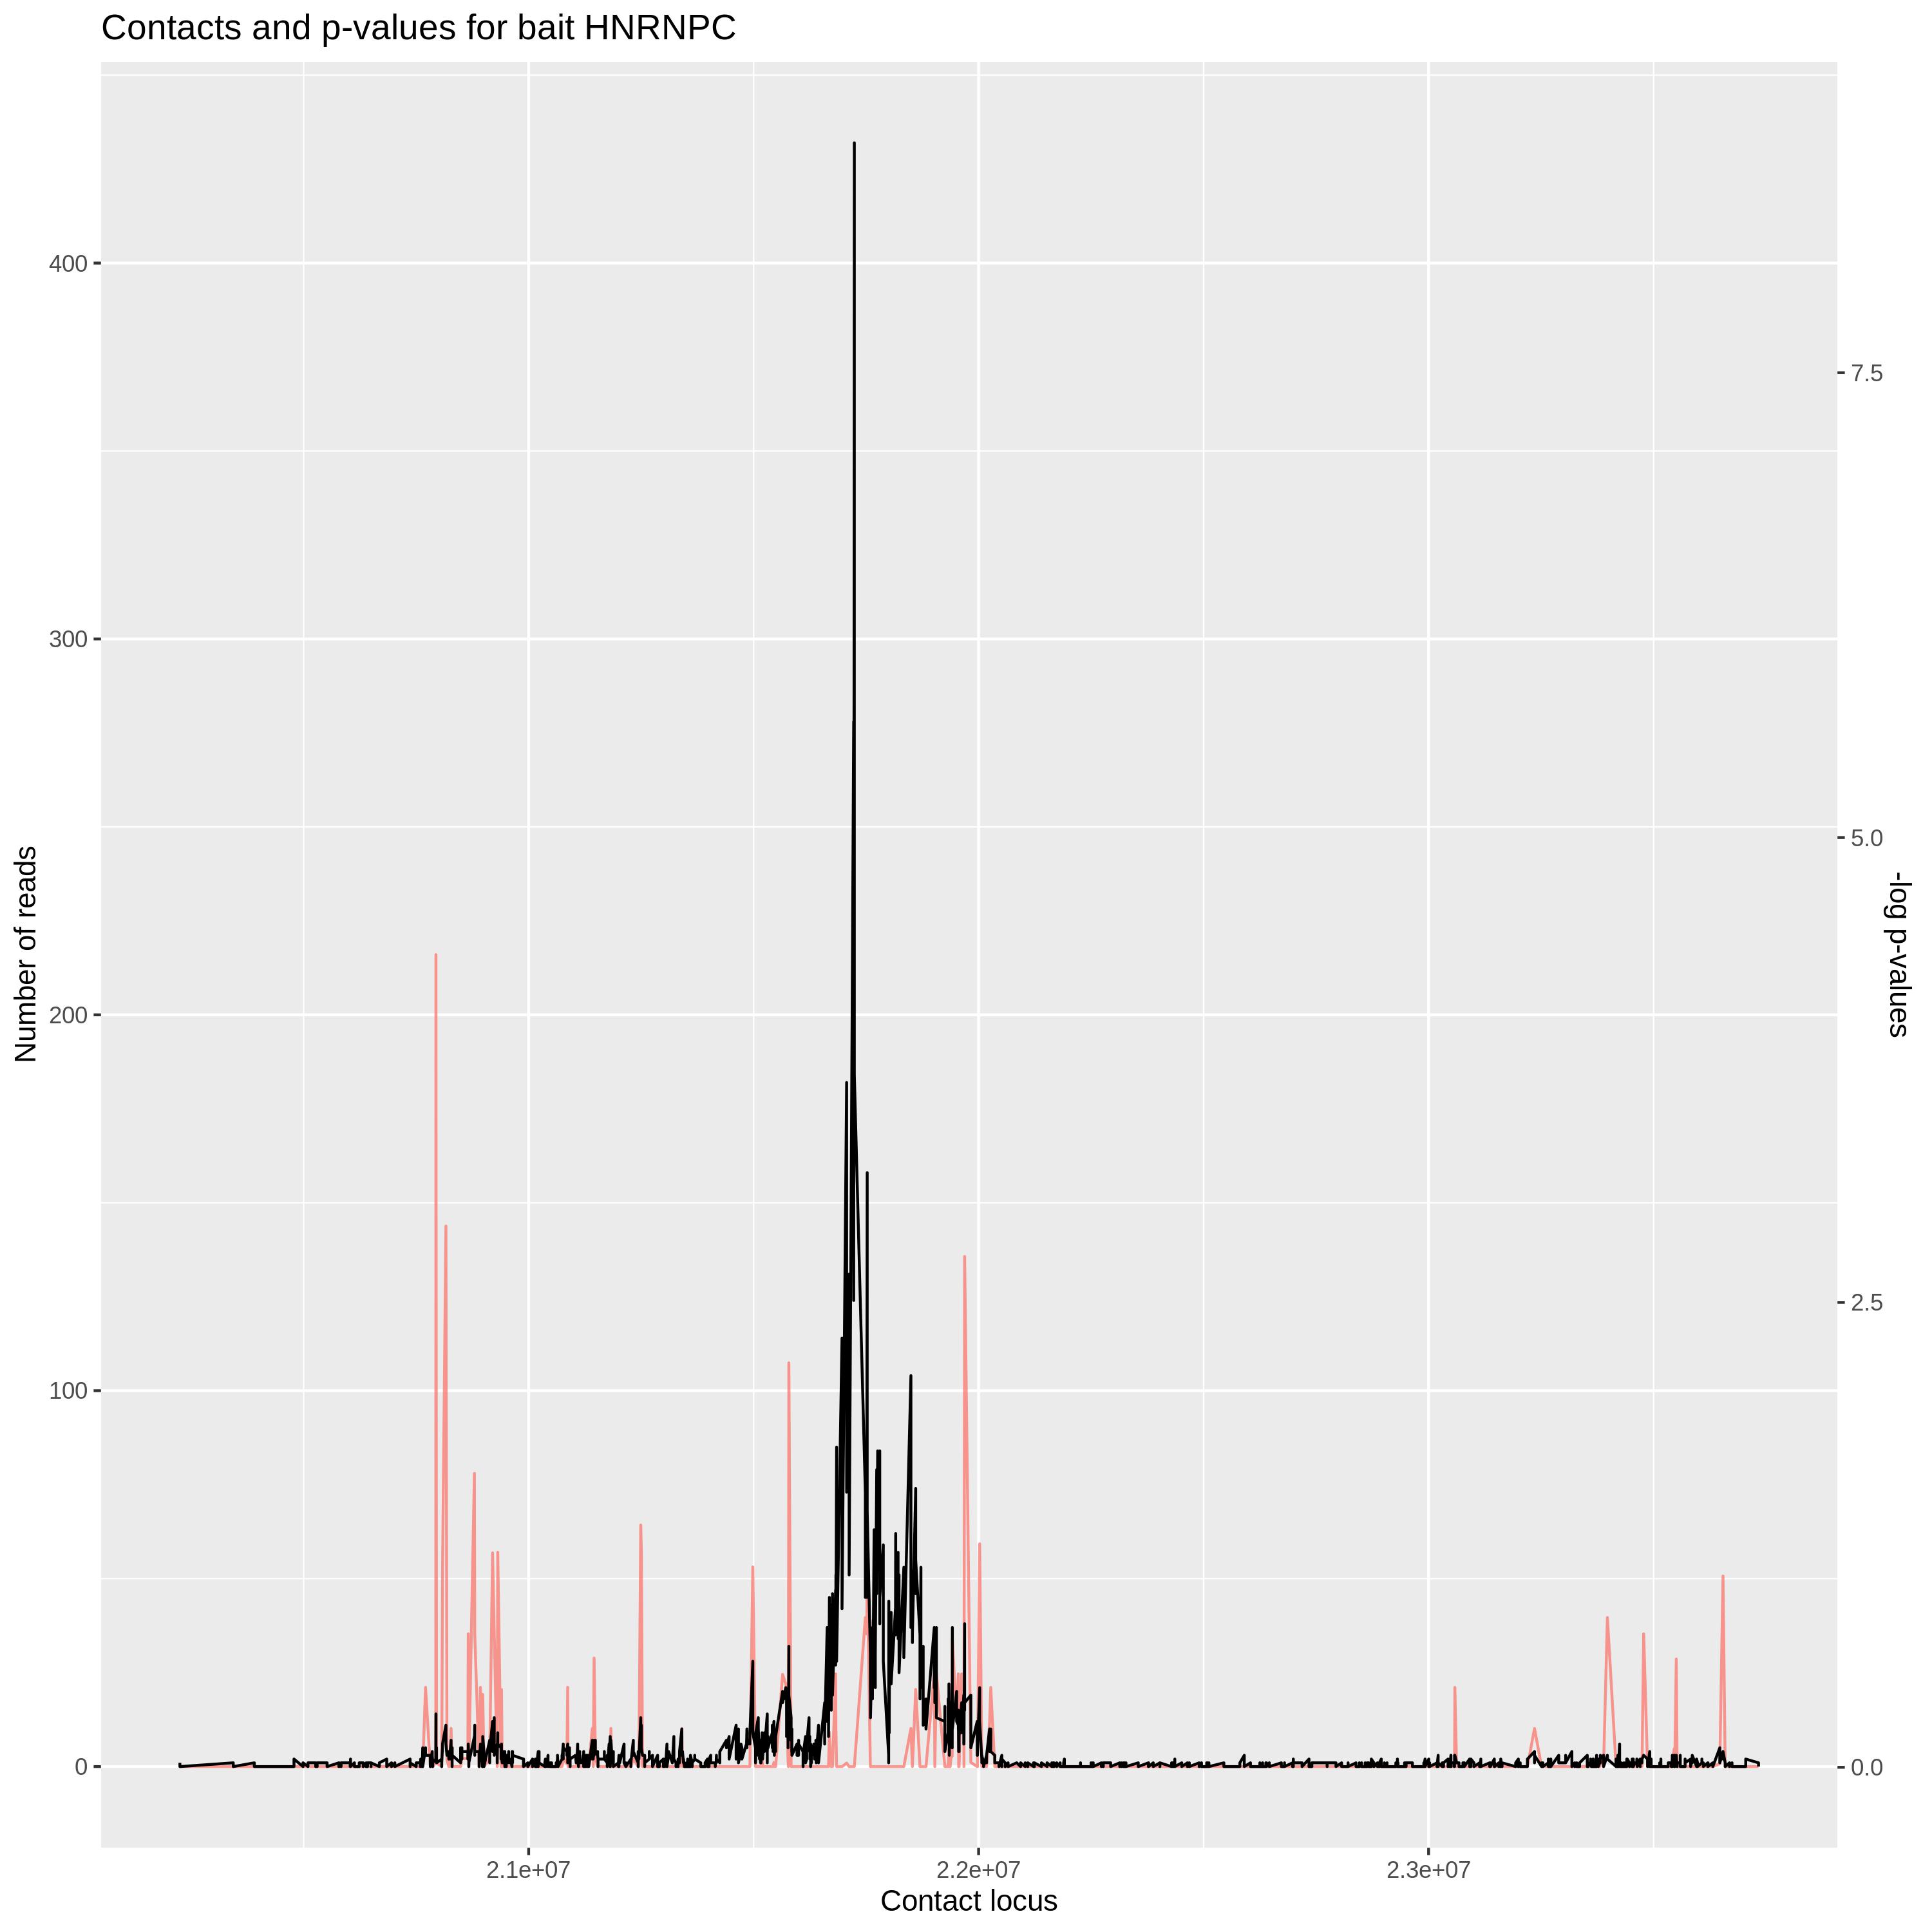 Contacts and p-values for bait HNRNPC
Number of reads
400
300
200
100
0
7.5
5.0
2.5
0.0
-log p-values
2.1e+07
2.2e+07
2.3e+07
Contact locus